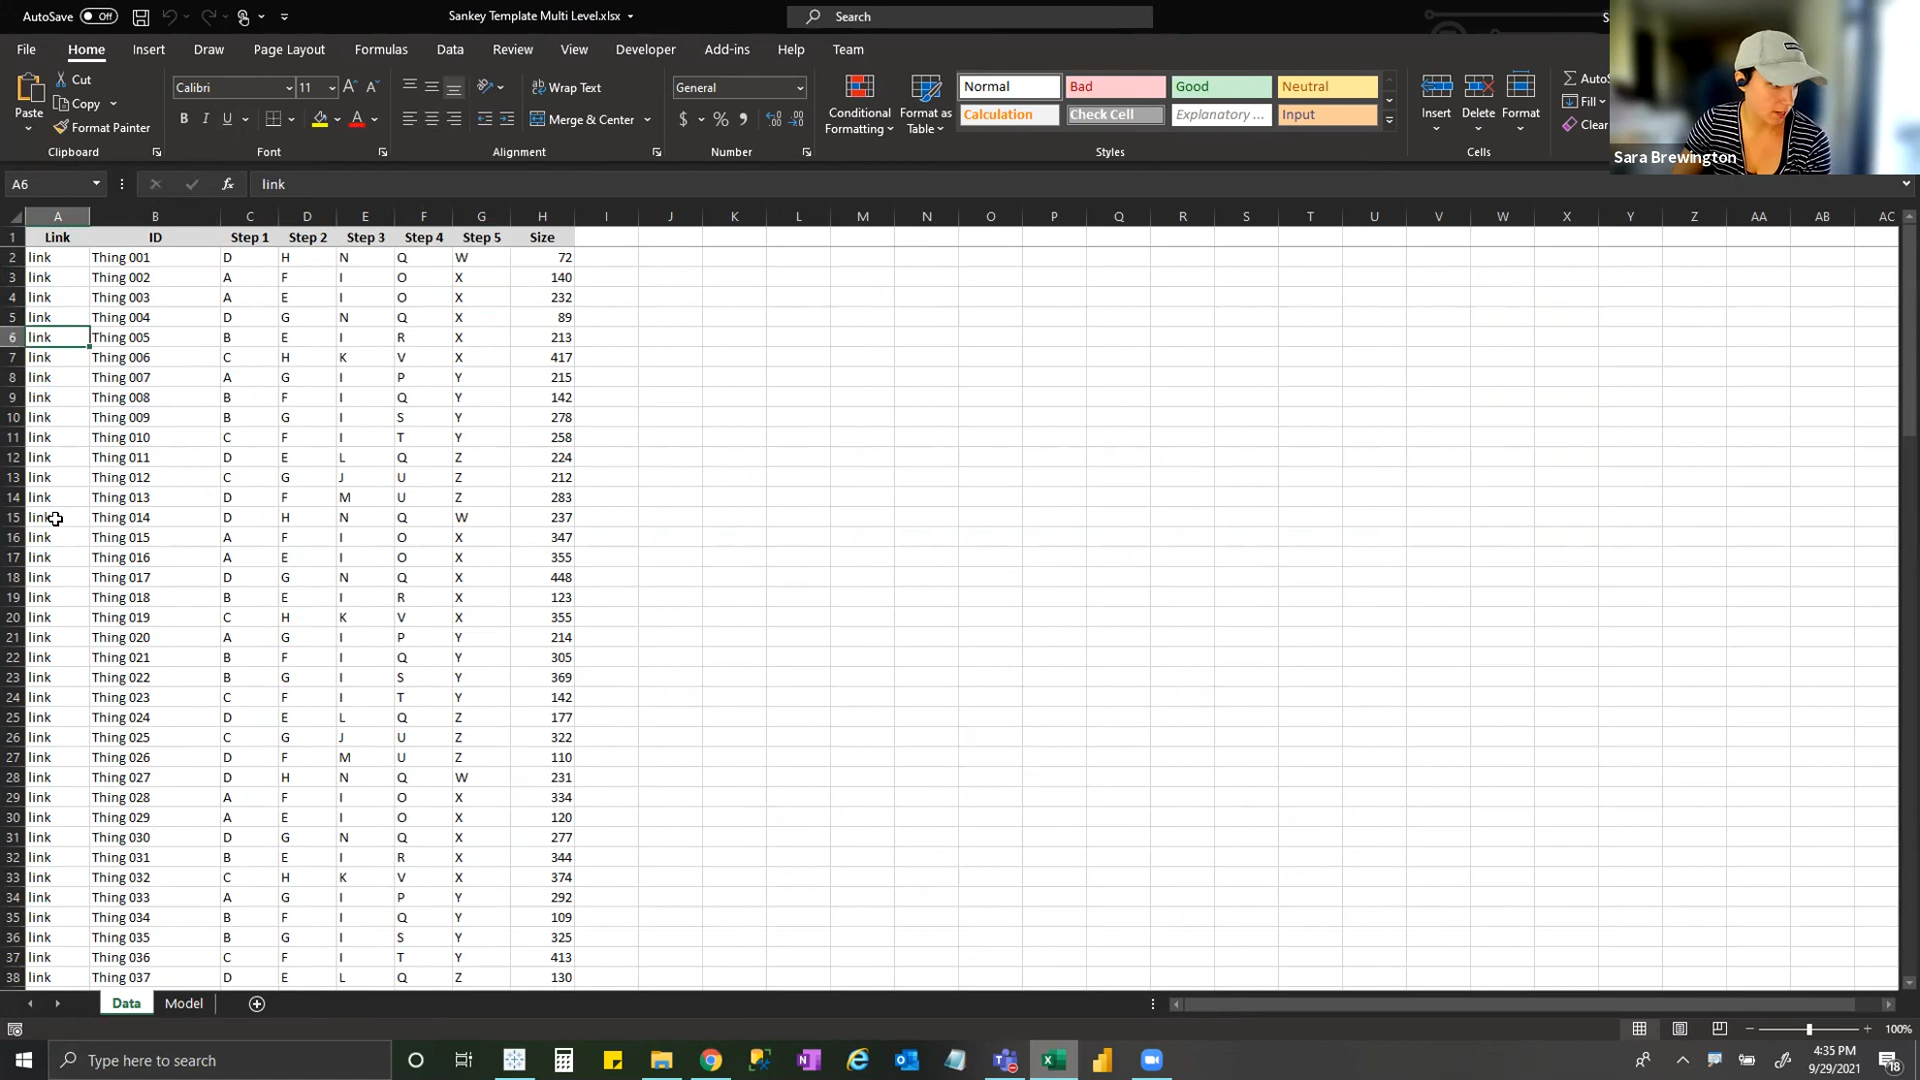 AutoSave Off Sankey Template Multi Level.xlsx Search
File Home Insert Draw Page Layout Formulas Data Review View Developer Add-ins Help Team
Paste Cut Copy Format Painter
Calibri 11 Wrap Text Merge & Center General
Conditional Formatting Format as Table
Normal Bad Good Neutral
Calculation Check Cell Explanatory ... Input
Insert Delete Format
Fill
Clear
Clipboard Font Alignment Number Styles Cells
Sara Brewington
A6 fx link
A B C D E F G H I J K L M N O P Q R S T U V W X Y Z AA AB AC
1 Link ID Step 1 Step 2 Step 3 Step 4 Step 5 Size
2 link Thing 001 D H N Q W 72
3 link Thing 002 A F I O X 140
4 link Thing 003 A E I O X 232
5 link Thing 004 D G N Q X 89
6 link Thing 005 B E I R X 213
7 link Thing 006 C H K V X 417
8 link Thing 007 A G I P Y 215
9 link Thing 008 B F I Q Y 142
10 link Thing 009 B G I S Y 278
11 link Thing 010 C F I T Y 258
12 link Thing 011 D E L Q Z 224
13 link Thing 012 C G J U Z 212
14 link Thing 013 D F M U Z 283
15 link Thing 014 D H N Q W 237
16 link Thing 015 A F I O X 347
17 link Thing 016 A E I O X 355
18 link Thing 017 D G N Q X 448
19 link Thing 018 B E I R X 123
20 link Thing 019 C H K V X 355
21 link Thing 020 A G I P Y 214
22 link Thing 021 B F I Q Y 305
23 link Thing 022 B G I S Y 369
24 link Thing 023 C F I T Y 142
25 link Thing 024 D E L Q Z 177
26 link Thing 025 C G J U Z 322
27 link Thing 026 D F M U Z 110
28 link Thing 027 D H N Q W 231
29 link Thing 028 A F I O X 334
30 link Thing 029 A E I O X 120
31 link Thing 030 D G N Q X 277
32 link Thing 031 B E I R X 344
33 link Thing 032 C H K V X 374
34 link Thing 033 A G I P Y 292
35 link Thing 034 B F I Q Y 109
36 link Thing 035 B G I S Y 325
37 link Thing 036 C F I T Y 413
38 link Thing 037 D E L Q Z 130
Data Model
100%
Type here to search
4:35 PM
9/29/2021
18